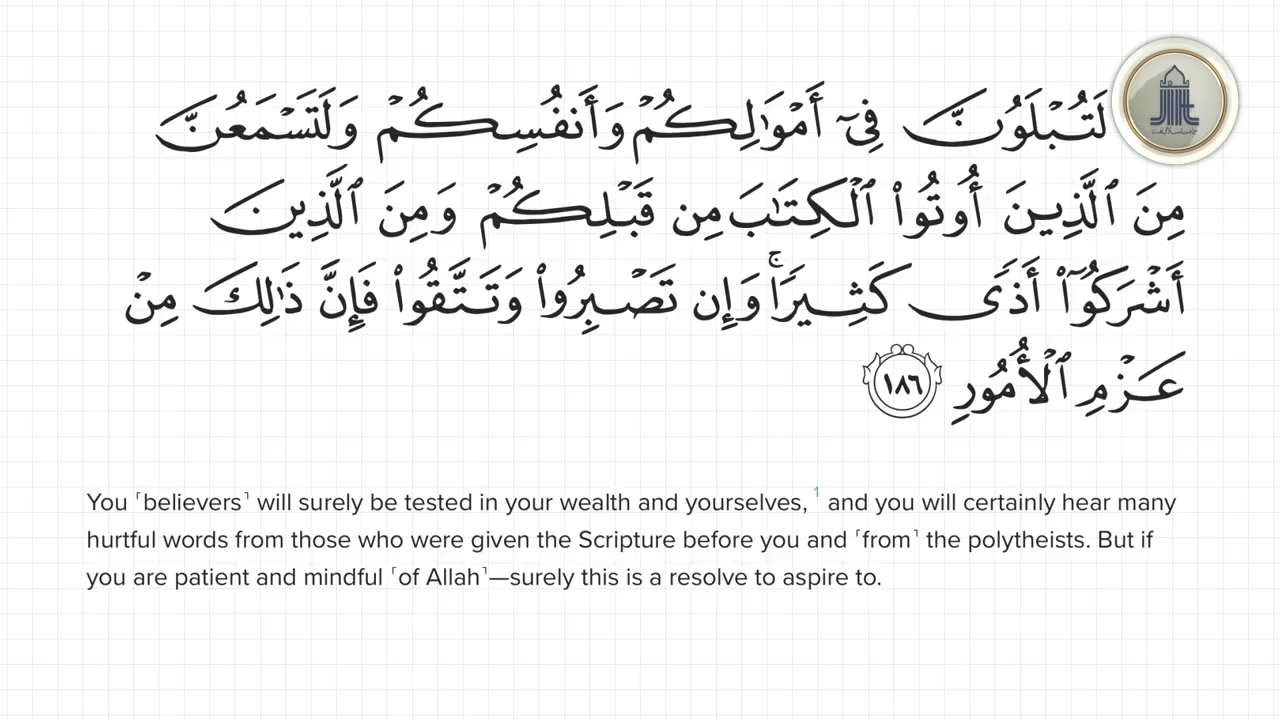 لَتُبْلَوُنَّ فِىٓ أَمْوَٰلِكُمْ وَأَنفُسِكُمْ وَلَتَسْمَعُنَّ
مِنَ ٱلَّذِينَ أُوتُوا۟ ٱلْكِتَـٰبَ مِن قَبْلِكُمْ وَمِنَ ٱلَّذِينَ
أَشْرَكُوٓا۟ أَذًى كَثِيرًا ۚ وَإِن تَصْبِرُوا۟ وَتَتَّقُوا۟ فَإِنَّ ذَٰلِكَ مِنْ
عَزْمِ ٱلْأُمُورِ ١٨٦
You ⸢believers⸣ will surely be tested in your wealth and yourselves, 1 and you will certainly hear many
hurtful words from those who were given the Scripture before you and ⸢from⸣ the polytheists. But if
you are patient and mindful ⸢of Allah⸣—surely this is a resolve to aspire to.